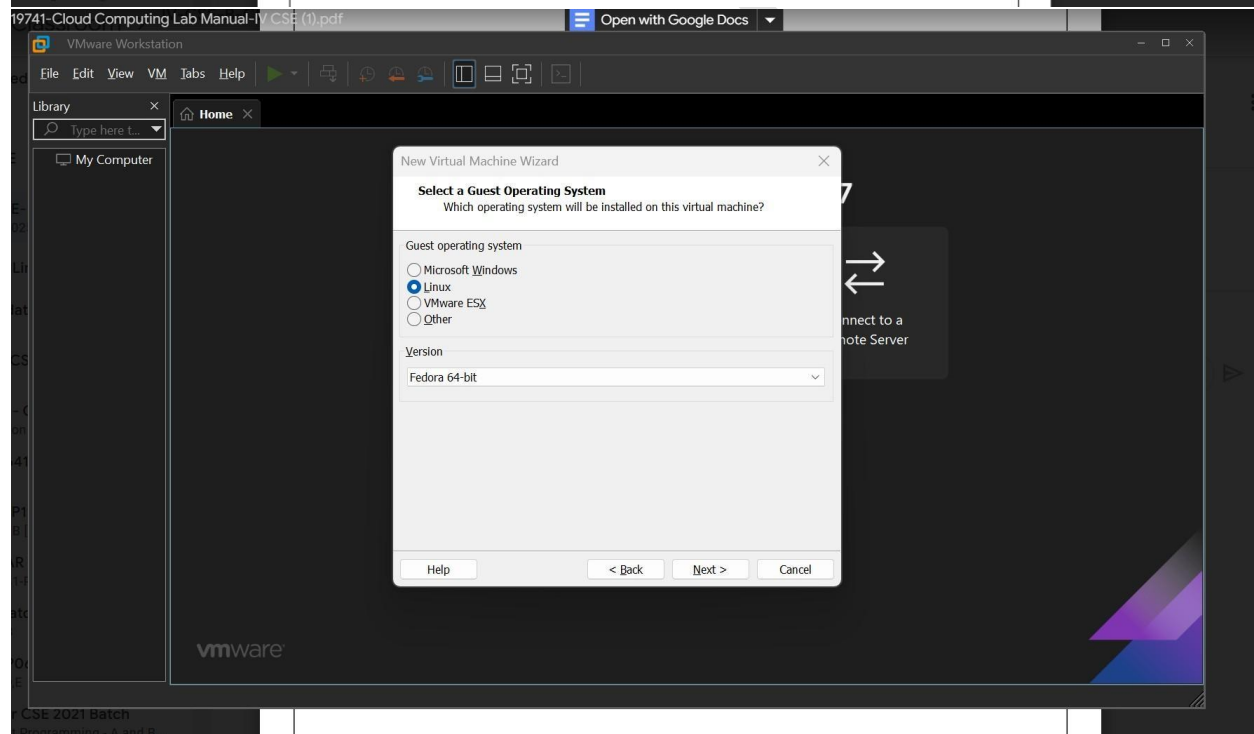 19741-Cloud Computing Lab Manual-IV CSE (1).pdf
Open with Google Docs
VMware Workstation
File Edit View VM Tabs Help
Library
Home
Type here t...
My Computer
New Virtual Machine Wizard
Select a Guest Operating System
Which operating system will be installed on this virtual machine?
7
Guest operating system
Microsoft Windows
Linux
VMware ESX
Other
nnect to a
note Server
Version
Fedora 64-bit
Help
< Back
Next >
Cancel
vmware
r CSE 2021 Batch